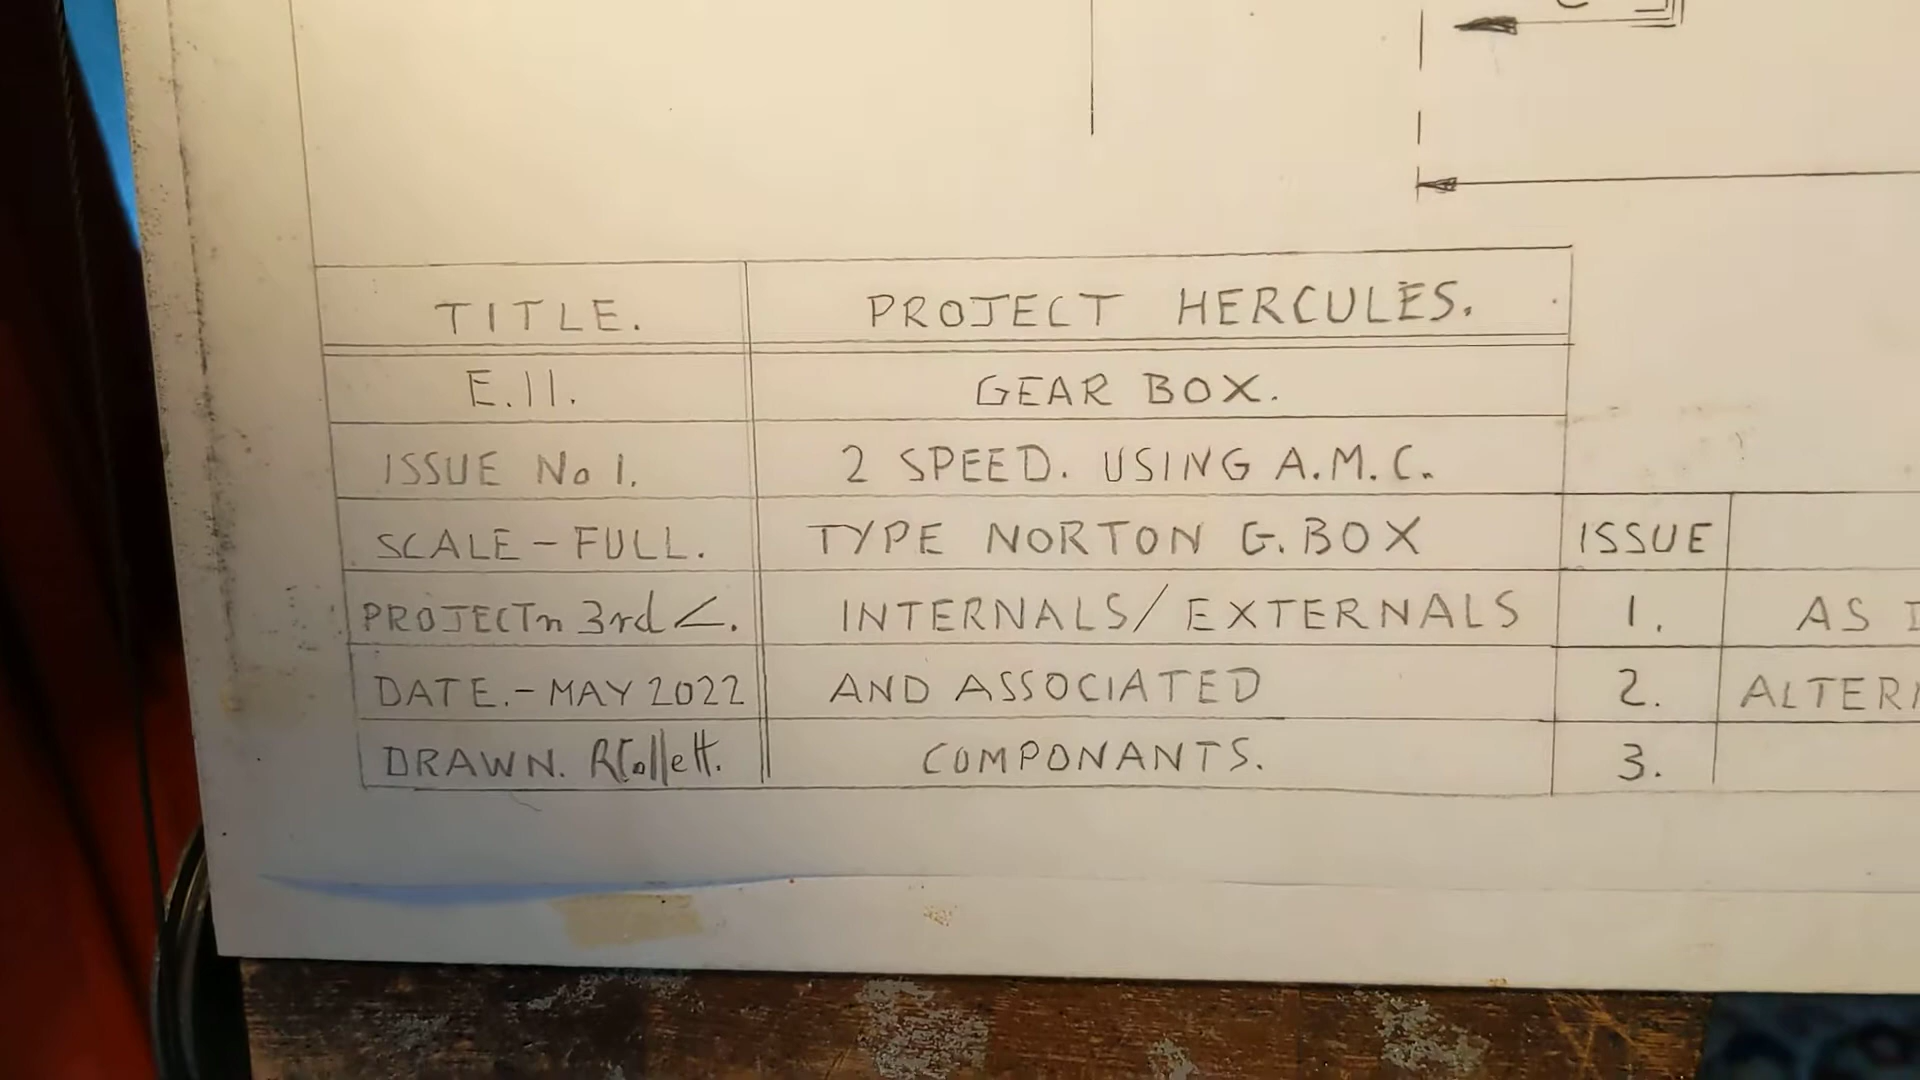 TITLE. PROJECT HERCULES.
E.11. GEAR BOX.
ISSUE No 1. 2 SPEED. USING A.M.C.
SCALE - FULL. TYPE NORTON G. BOX ISSUE
PROJECTn 3rd <. INTERNALS/EXTERNALS 1. AS
DATE.- MAY 2022 AND ASSOCIATED 2.
DRAWN. RCollett. COMPONANTS. 3.